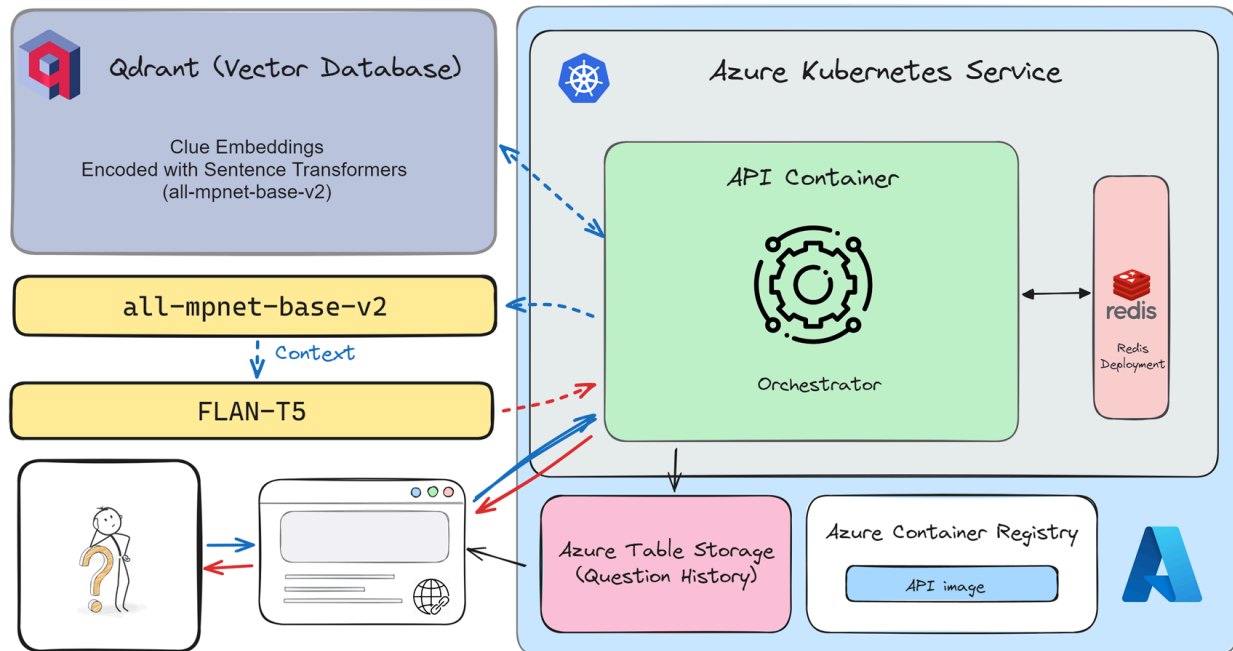 Qdrant (Vector Database)
Clue Embeddings
Encoded with Sentence Transformers
(all-mpnet-base-v2)
all-mpnet-base-v2
Context
FLAN-T5
Azure Kubernetes Service
API Container
Orchestrator
redis
Redis
Deployment
Azure Table Storage
(Question History)
Azure Container Registry
API image